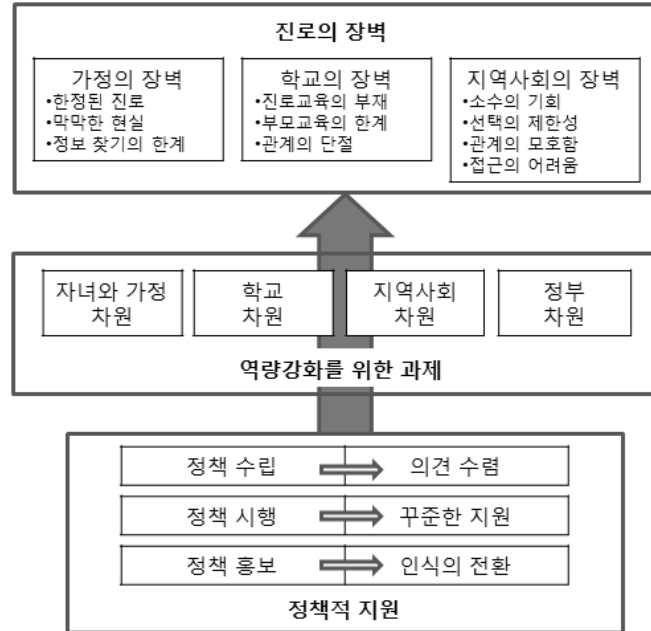 진로의 장벽
가정의 장벽
•한정된 진로
•막막한 현실
•정보 찾기의 한계
학교의 장벽
•진로교육의 부재
•부모교육의 한계
•관계의 단절
지역사회의 장벽
•소수의 기회
•선택의 제한성
•관계의 모호함
•접근의 어려움
자녀와 가정
차원
학교
차원
지역사회
차원
정부
차원
역량강화를 위한 과제
정책 수립
의견 수렴
정책 시행
꾸준한 지원
정책 홍보
인식의 전환
정책적 지원